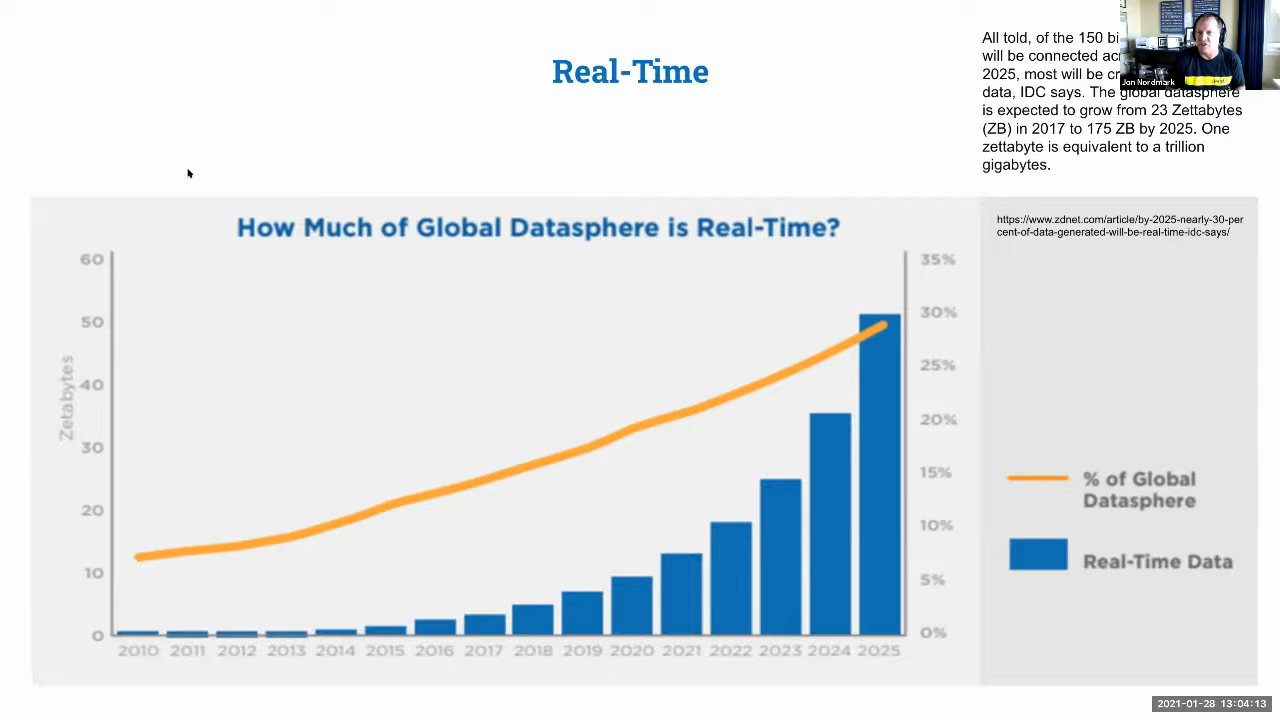 Real-Time
All told, of the 150
will be connected
2025, most will be
data, IDC says. The global datasphere
is expected to grow from 23 Zettabytes
(ZB) in 2017 to 175 ZB by 2025. One
zettabyte is equivalent to a trillion
gigabytes.
Jon Nordmark
How Much of Global Datasphere is Real-Time?
https://www.zdnet.com/article/by-2025-nearly-30-per
cent-of-data-generated-will-be-real-time-idc-says/
60
50
40
30
20
10
0
Zetabytes
35%
30%
25%
20%
15%
10%
5%
0%
% of Global
Datasphere
Real-Time Data
2010 2011 2012 2013 2014 2015 2016 2017 2018 2019 2020 2021 2022 2023 2024 2025
2021-01-28 13:04:13